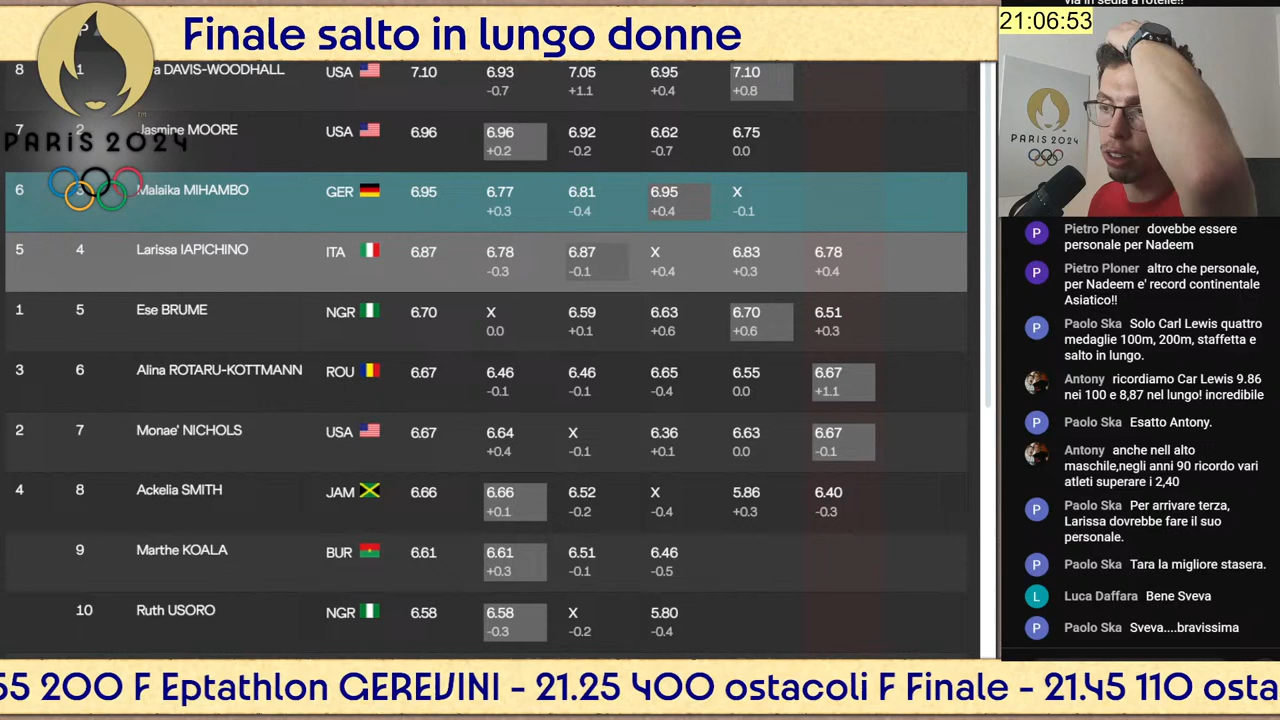 Finale salto in lungo donne
21:06:53
via in sedia a rotelle!!
PARIS 2024
PARIS 2024
8 1 DAVIS-WOODHALL USA 7.10 6.93 7.05 6.95 7.10
-0.7 +1.1 +0.4 +0.8
7 2 Jasmine MOORE USA 6.96 6.96 6.92 6.62 6.75
+0.2 -0.2 -0.7 0.0
6 3 Malaika MIHAMBO GER 6.95 6.77 6.81 6.95 X
+0.3 -0.4 +0.4 -0.1
5 4 Larissa IAPICHINO ITA 6.87 6.78 6.87 X 6.83 6.78
-0.3 -0.1 +0.4 +0.3 +0.4
1 5 Ese BRUME NGR 6.70 X 6.59 6.63 6.70 6.51
0.0 +0.1 +0.6 +0.6 +0.3
3 6 Alina ROTARU-KOTTMANN ROU 6.67 6.46 6.46 6.65 6.55 6.67
-0.1 -0.1 -0.4 0.0 +1.1
2 7 Monae' NICHOLS USA 6.67 6.64 X 6.36 6.63 6.67
+0.4 -0.1 +0.1 0.0 -0.1
4 8 Ackelia SMITH JAM 6.66 6.66 6.52 X 5.86 6.40
+0.1 -0.2 -0.4 +0.3 -0.3
9 Marthe KOALA BUR 6.61 6.61 6.51 6.46
+0.3 -0.1 -0.5
10 Ruth USORO NGR 6.58 6.58 X 5.80
-0.3 -0.2 -0.4
Pietro Ploner dovebbe essere
personale per Nadeem
Pietro Ploner altro che personale,
per Nadeem e' record continentale
Asiatico!!
Paolo Ska Solo Carl Lewis quattro
medaglie 100m, 200m, staffetta e
salto in lungo.
Antony ricordiamo Car Lewis 9.86
nei 100 e 8,87 nel lungo! incredibile
Paolo Ska Esatto Antony.
Antony anche nell alto
maschile,negli anni 90 ricordo vari
atleti superare i 2,40
Paolo Ska Per arrivare terza,
Larissa dovrebbe fare il suo
personale.
Paolo Ska Tara la migliore stasera.
Luca Daffara Bene Sveva
Paolo Ska Sveva....bravissima
55 200 F Eptathlon GEREVINI - 21.25 400 ostacoli F Finale - 21.45 110 osta